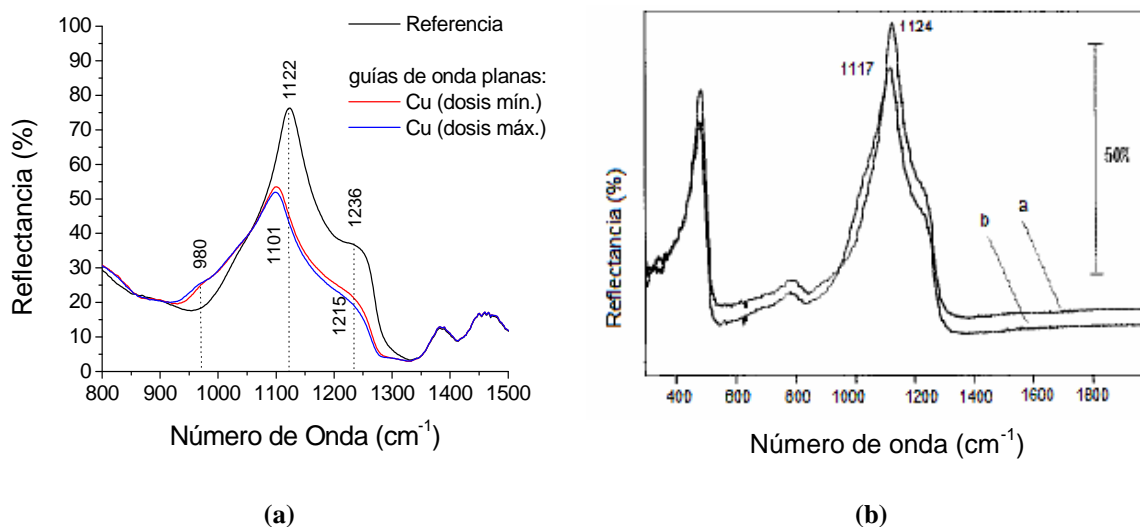 Referencia
guías de onda planas:
Cu (dosis mín.)
Cu (dosis máx.)
1122
1236
980
1101
1215
100
90
80
70
60
50
40
30
20
10
0
800 900 1000 1100 1200 1300 1400 1500
Reflectancia (%)
Número de Onda (cm-1)
(a)
1124
1117
50%
b
a
400 600 800 1000 1200 1400 1600 1800
Reflectancia (%)
Número de onda (cm-1)
(b)